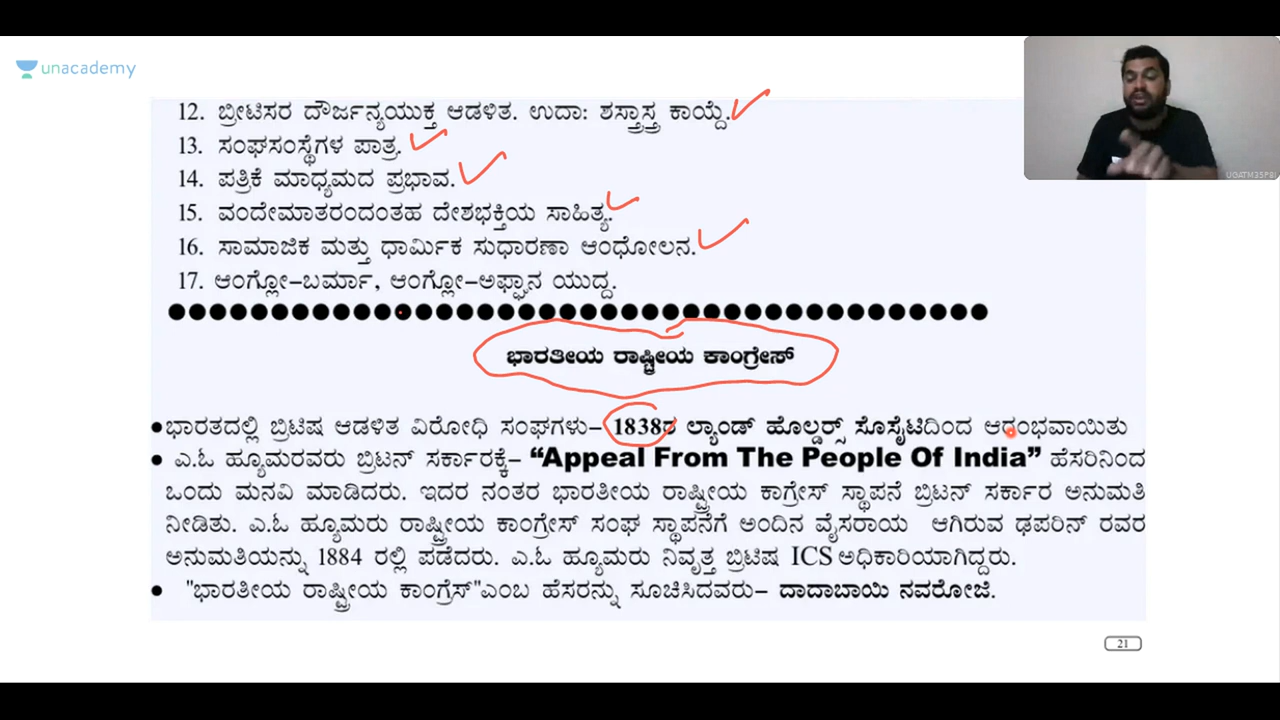 unacademy
12. ಬ್ರೀಟಿಸರ ದೌರ್ಜನ್ಯಯುಕ್ತ ಆಡಳಿತ. ಉದಾ: ಶಸ್ತ್ರಾಸ್ತ್ರ ಕಾಯ್ದೆ.
13. ಸಂಘಸಂಸ್ಥೆಗಳ ಪಾತ್ರ.
14. ಪತ್ರಿಕೆ ಮಾಧ್ಯಮದ ಪ್ರಭಾವ.
15. ವಂದೇಮಾತರಂದಂತಹ ದೇಶಭಕ್ತಿಯ ಸಾಹಿತ್ಯ.
16. ಸಾಮಾಜಿಕ ಮತ್ತು ಧಾರ್ಮಿಕ ಸುಧಾರಣಾ ಆಂಧೋಲನ.
17. ಆಂಗ್ಲೋ-ಬರ್ಮಾ, ಆಂಗ್ಲೋ-ಅಫ್ಘಾನ ಯುದ್ದ.
ಭಾರತೀಯ ರಾಷ್ಟ್ರೀಯ ಕಾಂಗ್ರೇಸ್
●ಭಾರತದಲ್ಲಿ ಬ್ರಿಟಿಷ ಆಡಳಿತ ವಿರೋಧಿ ಸಂಘಗಳು- 1838ರ ಲ್ಯಾಂಡ್ ಹೊಲ್ಡರ್‍ಸ್ ಸೊಸೈಟಿದಿಂದ ಆರಂಭವಾಯಿತು
● ಎ.ಓ ಹ್ಯೂಮರವರು ಬ್ರಿಟನ್ ಸರ್ಕಾರಕ್ಕೆ- “Appeal From The People Of India” ಹೆಸರಿನಿಂದ
ಒಂದು ಮನವಿ ಮಾಡಿದರು. ಇದರ ನಂತರ ಭಾರತೀಯ ರಾಷ್ಟ್ರೀಯ ಕಾಗ್ರೇಸ್ ಸ್ಥಾಪನೆ ಬ್ರಿಟನ್ ಸರ್ಕಾರ ಅನುಮತಿ
ನೀಡಿತು. ಎ.ಓ ಹ್ಯೂಮರು ರಾಷ್ಟ್ರೀಯ ಕಾಂಗ್ರೇಸ್ ಸಂಘ ಸ್ಥಾಪನೆಗೆ ಅಂದಿನ ವೈಸರಾಯ ಆಗಿರುವ ಢಪರಿನ್ ರವರ
ಅನುಮತಿಯನ್ನು 1884 ರಲ್ಲಿ ಪಡೆದರು. ಎ.ಓ ಹ್ಯೂಮರು ನಿವೃತ್ತ ಬ್ರಿಟಿಷ ICS ಅಧಿಕಾರಿಯಾಗಿದ್ದರು.
● "ಭಾರತೀಯ ರಾಷ್ಟ್ರೀಯ ಕಾಂಗ್ರೆಸ್"ಎಂಬ ಹೆಸರನ್ನು ಸೂಚಿಸಿದವರು- ದಾದಾಬಾಯಿ ನವರೋಜಿ.
21